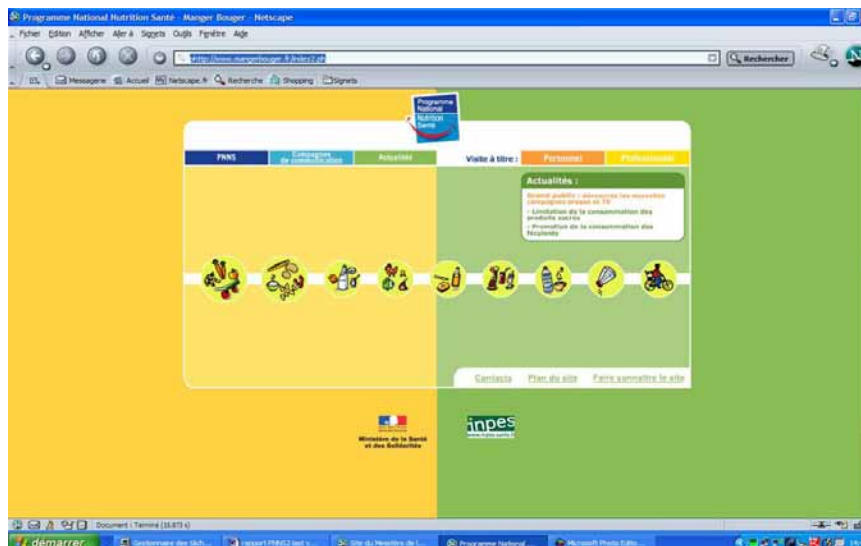 Programme National Nutrition Santé - Manger Bouger - Netscape
Fichier Edition Afficher Aller à Signets Outils Fenêtre Aide
Rechercher
Messagerie Accueil Netscape.fr Recherche Shopping Signets
Programme
National
Nutrition
Santé
PNNS
Campagnes
de communication
Actualités
Visite à titre :
Personnel
Professionnel
Actualités :
Grand public : découvrez les nouvelles
campagnes presse et TV
- Limitation de la consommation des
produits sucrés
- Promotion de la consommation des
féculents
Contacts
Plan du site
Faire connaître le site
Ministère de la Santé
et des Solidarités
inpes
Document : Terminé (15.873 s)
démarrer
Gestionnaire des tâch...
rapport PNNS2 last v...
Site du Ministère de l...
Programme National ...
Microsoft Photo Edito...